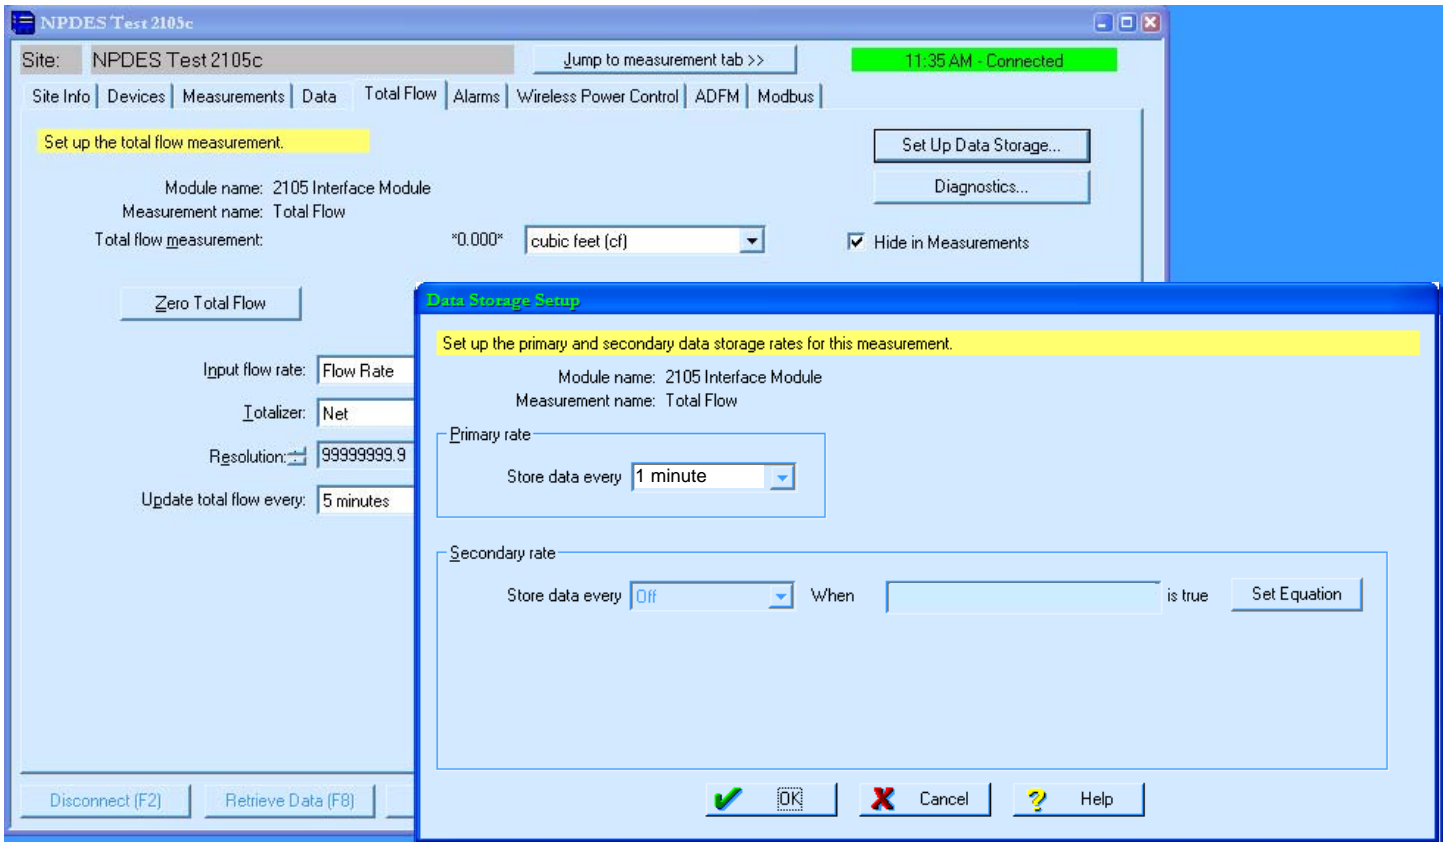 NPDES Test 2105c
Site: NPDES Test 2105c Jump to measurement tab >> 11:35 AM - Connected
Site Info Devices Measurements Data Total Flow Alarms Wireless Power Control ADFM Modbus
Set up the total flow measurement. Set Up Data Storage...
Diagnostics...
Module name: 2105 Interface Module
Measurement name: Total Flow
Total flow measurement: *0.000* cubic feet (cf) Hide in Measurements
Zero Total Flow
Input flow rate: Flow Rate
Totalizer: Net
Resolution: 99999999.9
Update total flow every: 5 minutes
Disconnect (F2) Retrieve Data (F8)
Data Storage Setup
Set up the primary and secondary data storage rates for this measurement.
Module name: 2105 Interface Module
Measurement name: Total Flow
Primary rate
Store data every 1 minute
Secondary rate
Store data every Off When is true Set Equation
OK Cancel ? Help